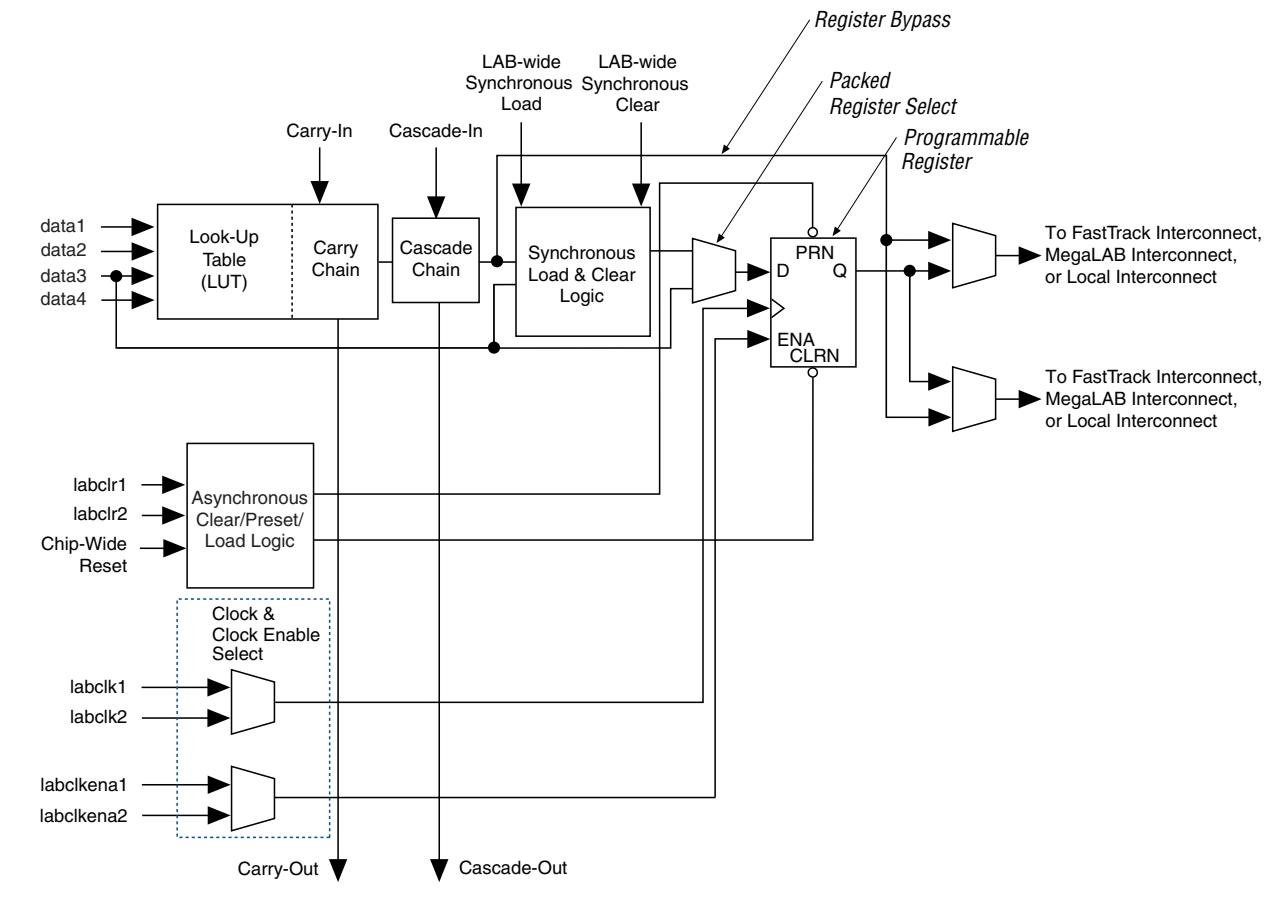 Register Bypass
LAB-wide
Synchronous
Load
LAB-wide
Synchronous
Clear
Packed
Register Select
Programmable
Register
Carry-In
Cascade-In
data1
data2
data3
data4
Look-Up
Table
(LUT)
Carry
Chain
Cascade
Chain
Synchronous
Load & Clear
Logic
PRN
D
Q
ENA
CLRN
To FastTrack Interconnect,
MegaLAB Interconnect,
or Local Interconnect
To FastTrack Interconnect,
MegaLAB Interconnect,
or Local Interconnect
labclr1
labclr2
Chip-Wide
Reset
Asynchronous
Clear/Preset/
Load Logic
Clock &
Clock Enable
Select
labclk1
labclk2
labclkena1
labclkena2
Carry-Out
Cascade-Out